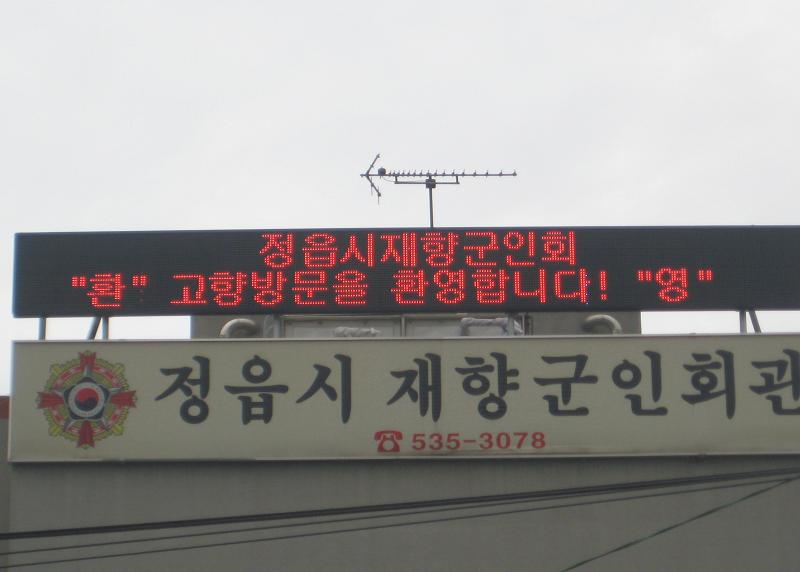 정읍시재향군인회
"환" 고향방문을 환영합니다! "영"
정읍시 재향군인회관
☎ 535-3078